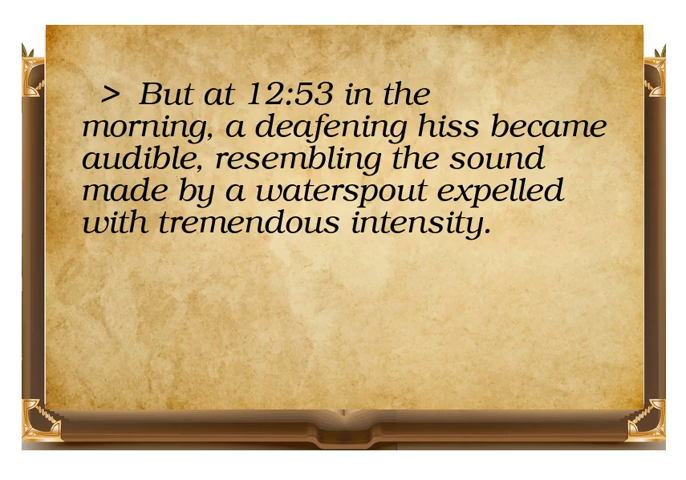 > But at 12:53 in the
morning, a deafening hiss became
audible, resembling the sound
made by a waterspout expelled
with tremendous intensity.